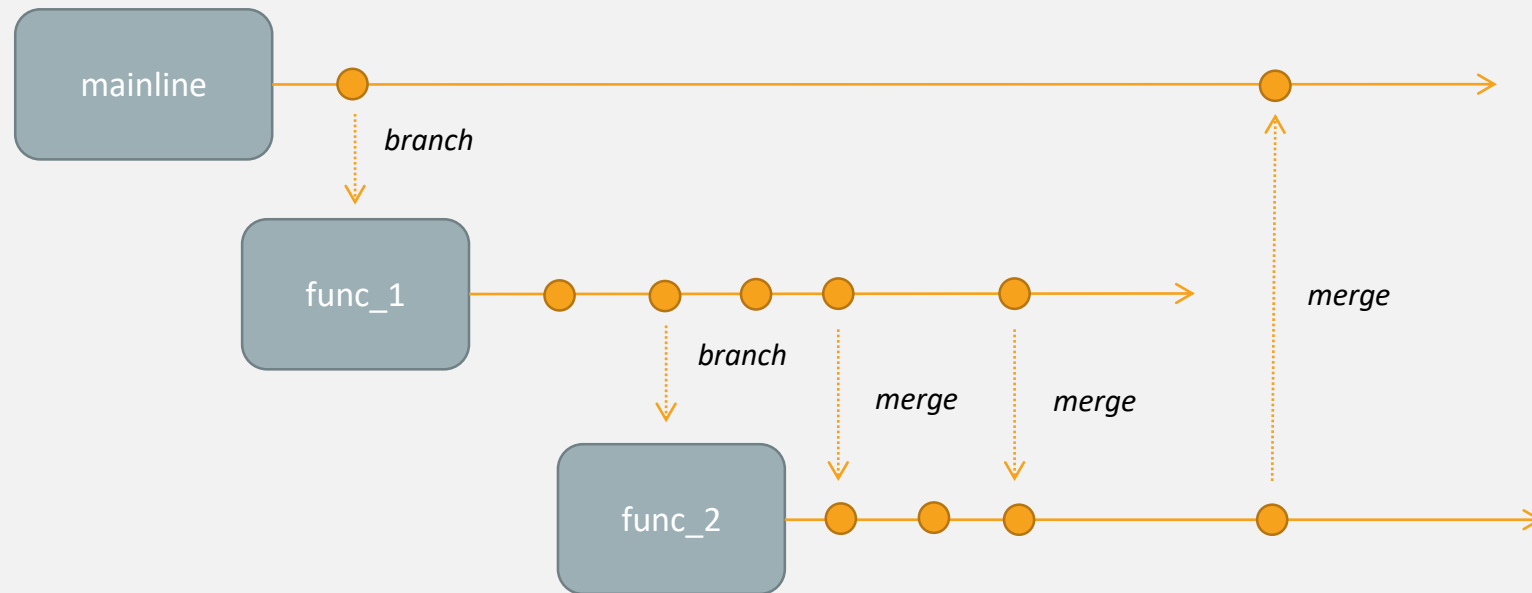 mainline
branch
func_1
merge
branch
merge
merge
func_2